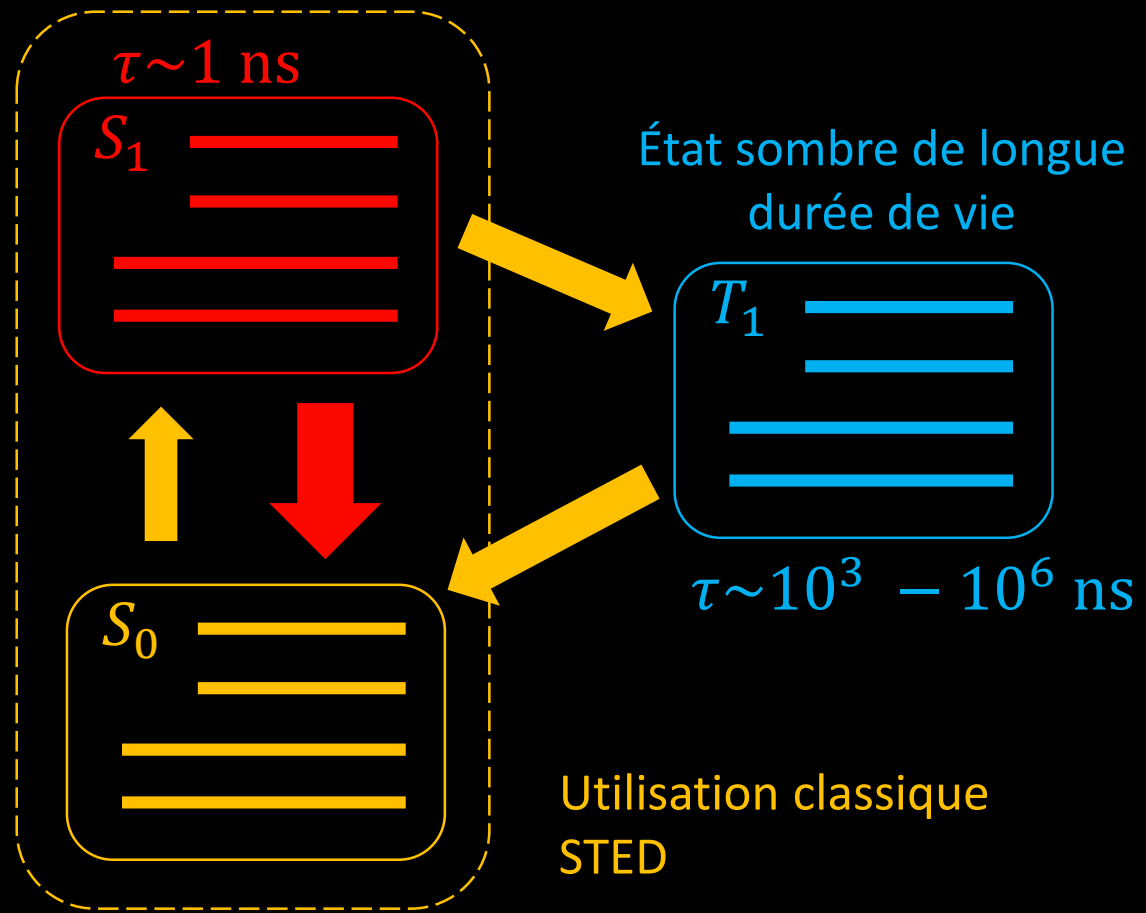 τ~1 ns
S₁
État sombre de longue
durée de vie
T₁
τ~10³ − 10⁶ ns
S₀
Utilisation classique
STED